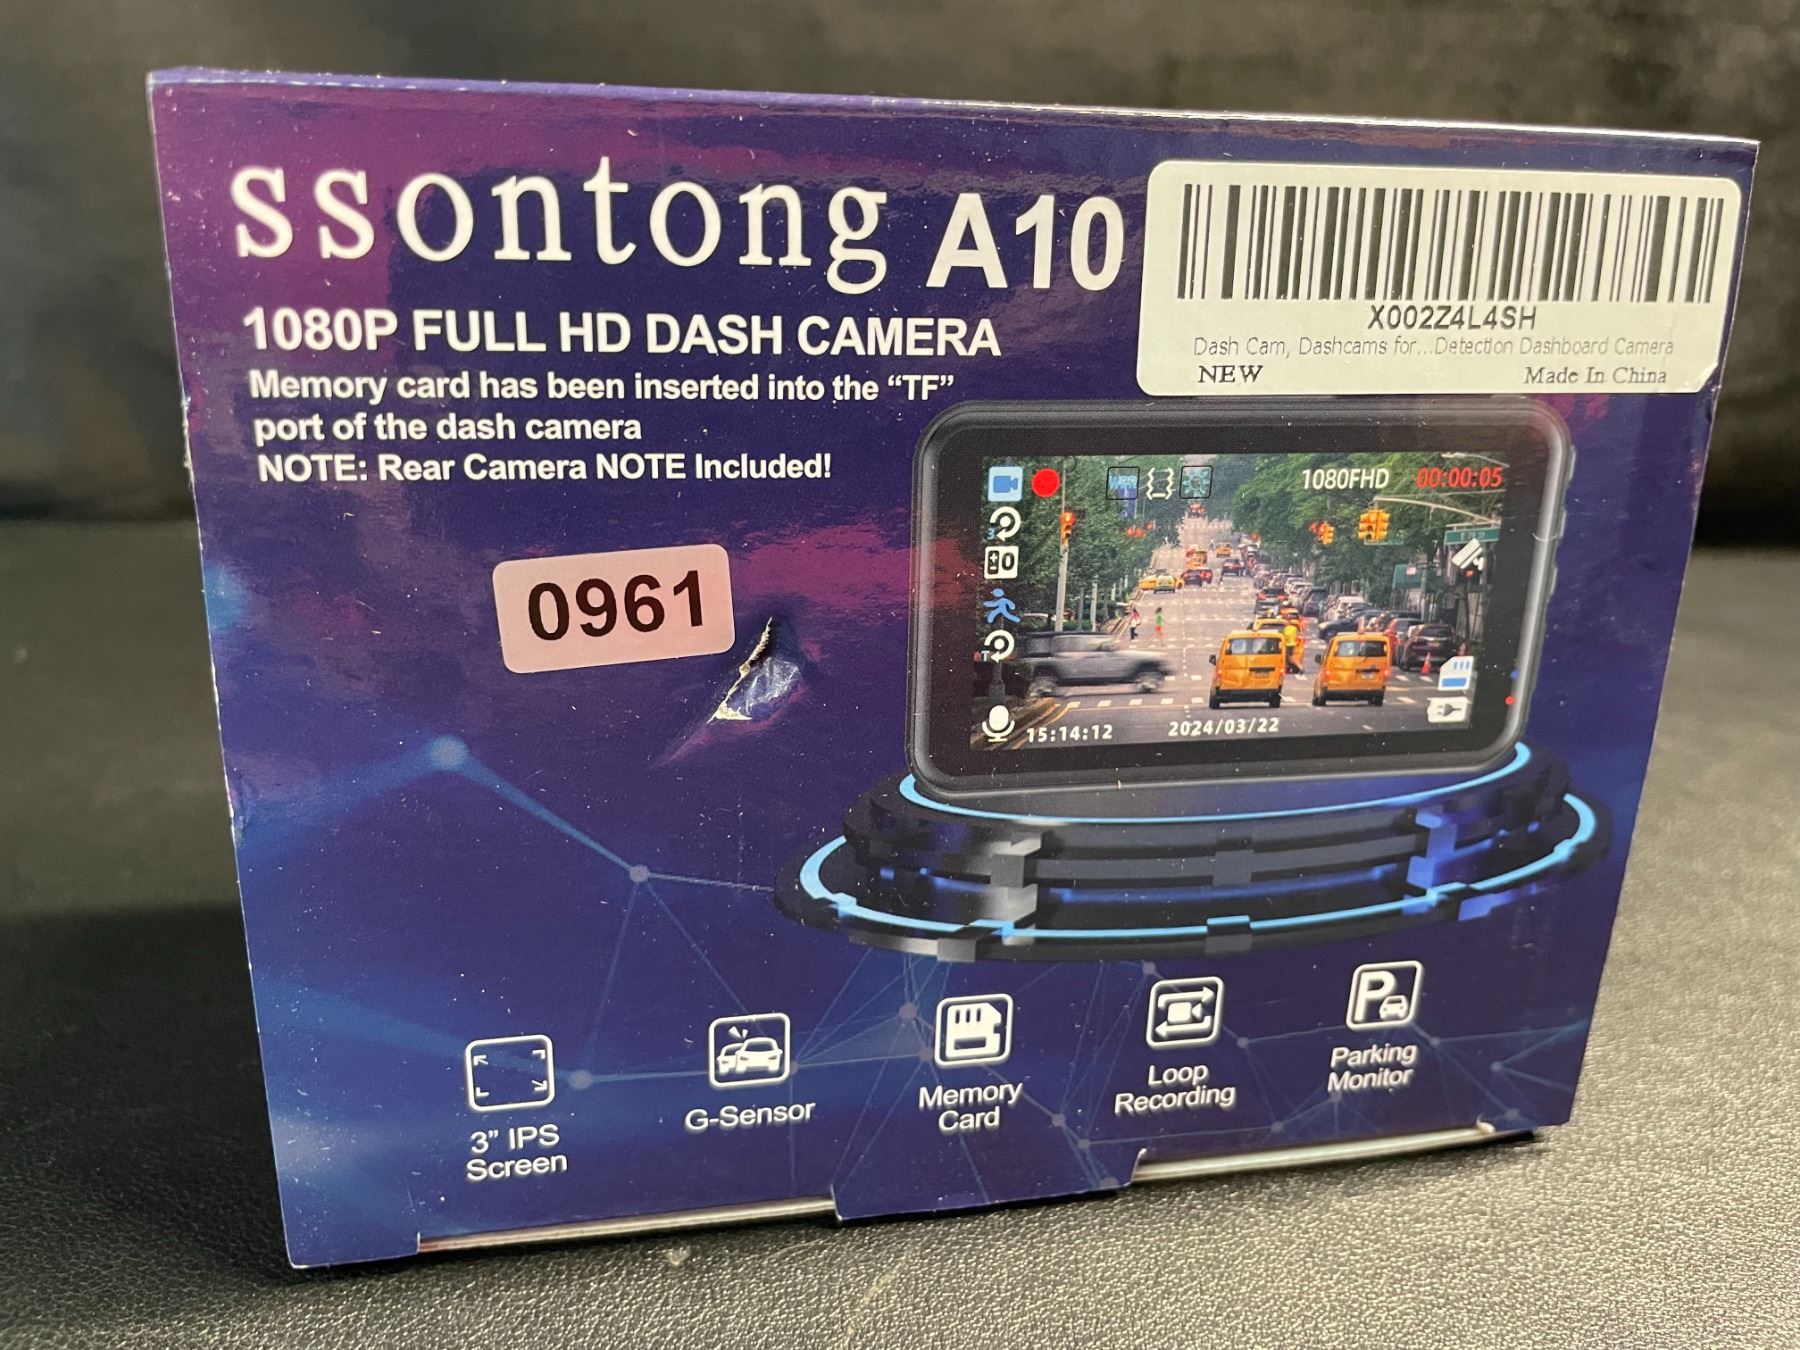 ssontong A10
1080P FULL HD DASH CAMERA
Memory card has been inserted into the “TF”
port of the dash camera
NOTE: Rear Camera NOTE Included!
X002Z4L4SH
Dash Cam, Dashcams for...Detection Dashboard Camera
NEW Made In China
0961
1080FHD 00:00:05
15:14:12 2024/03/22
3” IPS
Screen
G-Sensor
Memory
Card
Loop
Recording
P
Parking
Monitor